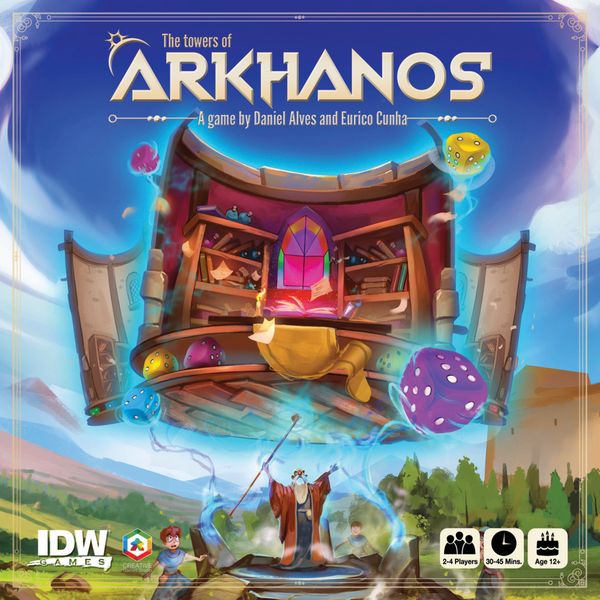 The towers of
ARKHANOS
A game by Daniel Alves and Eurico Cunha
IDW
GAMES
CREATIVE
2-4 Players
30-45 Mins.
Age 12+